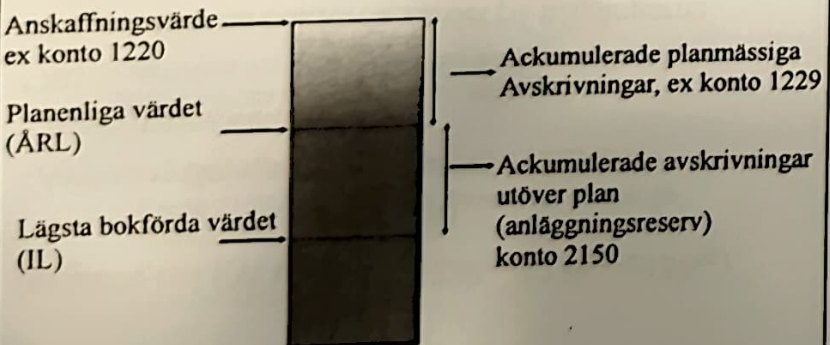 Anskaffningsvärde
ex konto 1220
Planenliga värdet
(ÅRL)
Lägsta bokförda värdet
(IL)
Ackumulerade planmässiga
Avskrivningar, ex konto 1229
Ackumulerade avskrivningar
utöver plan
(anläggningsreserv)
konto 2150